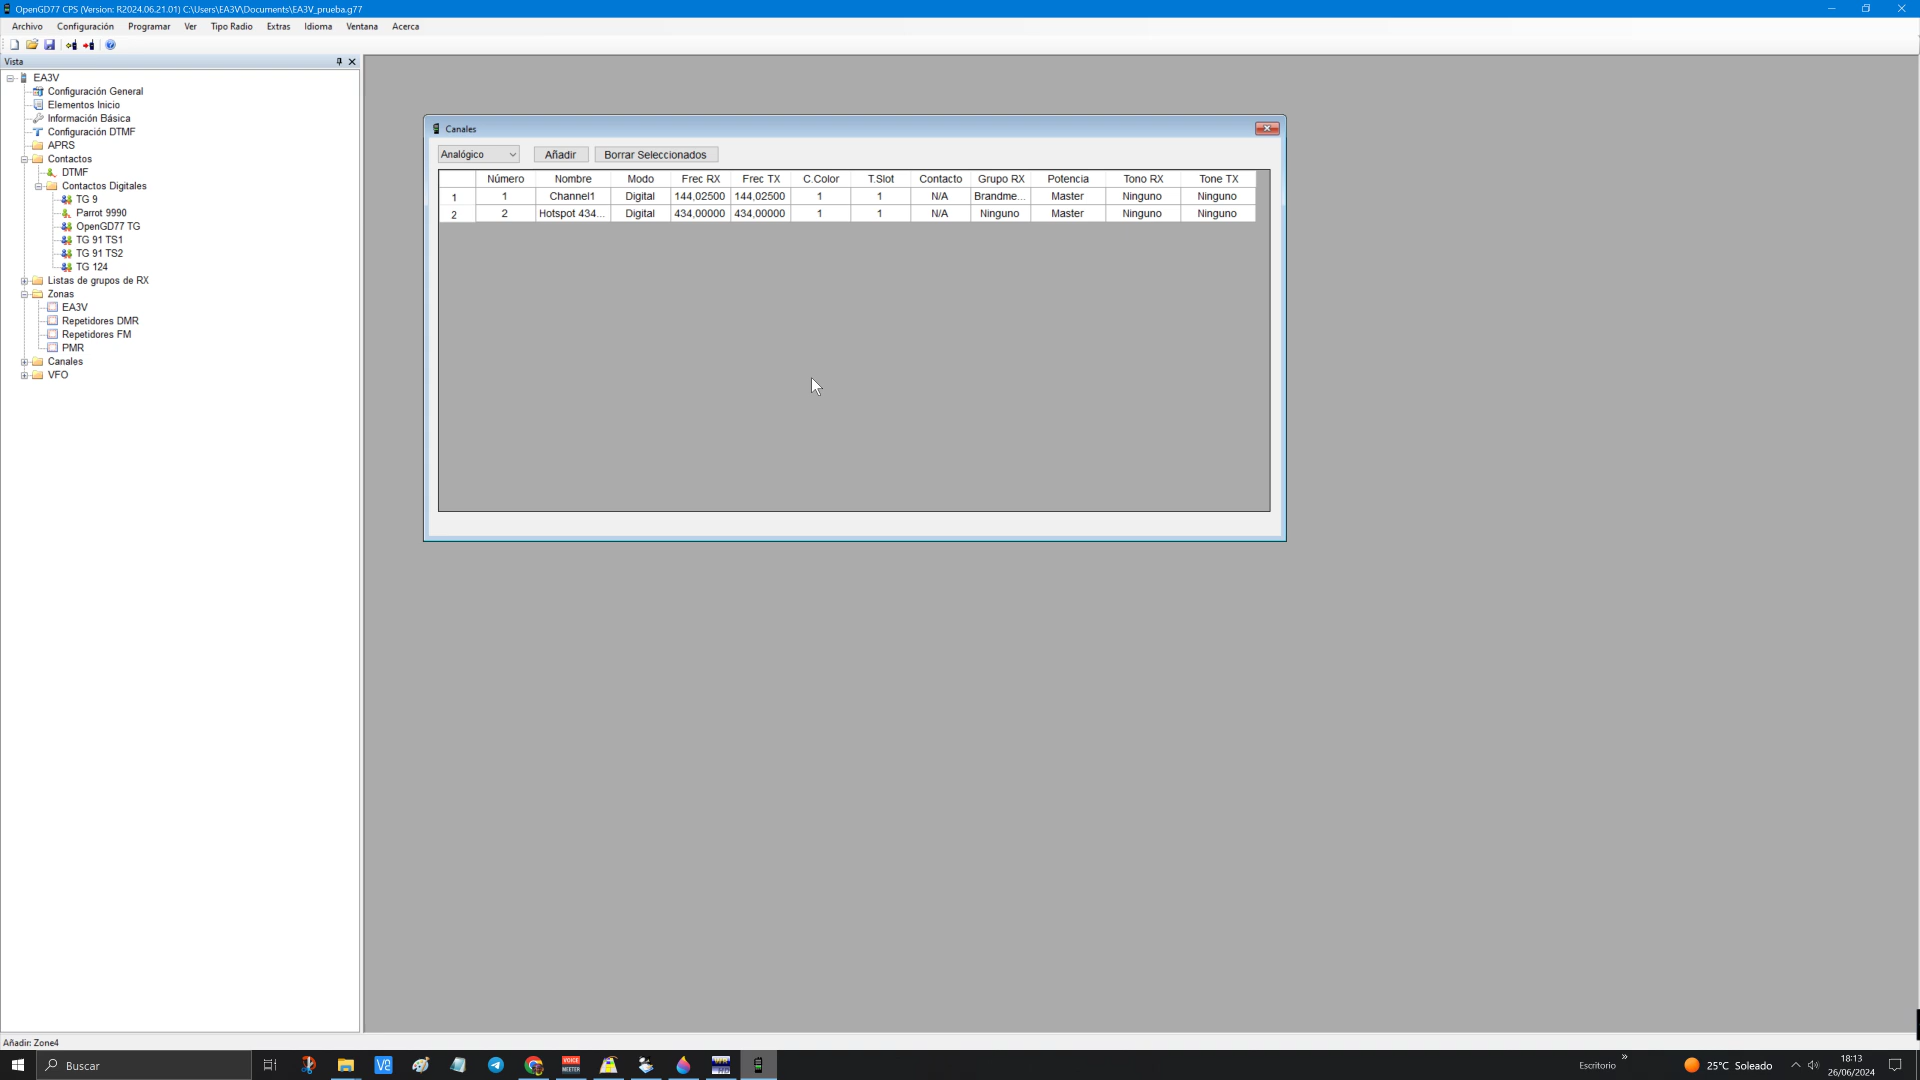 OpenGD77 CPS (Version: R2024.06.21.01) C:\Users\EA3V\Documents\EA3V_prueba.g77
Archivo Configuración Programar Ver Tipo Radio Extras Idioma Ventana Acerca
Vista
EA3V
Configuración General
Elementos Inicio
Información Básica
Configuración DTMF
APRS
Contactos
DTMF
Contactos Digitales
TG 9
Parrot 9990
OpenGD77 TG
TG 91 TS1
TG 91 TS2
TG 124
Listas de grupos de RX
Zonas
EA3V
Repetidores DMR
Repetidores FM
PMR
Canales
VFO
Canales
Analógico Añadir Borrar Seleccionados
Número Nombre Modo Frec RX Frec TX C.Color T.Slot Contacto Grupo RX Potencia Tono RX Tone TX
1 1 Channel1 Digital 144,02500 144,02500 1 1 N/A Brandme... Master Ninguno Ninguno
2 2 Hotspot 434... Digital 434,00000 434,00000 1 1 N/A Ninguno Master Ninguno Ninguno
Añadir: Zone4
Buscar
V2
VOICE
MEETER
Escritorio
»
25°C Soleado
18:13
26/06/2024